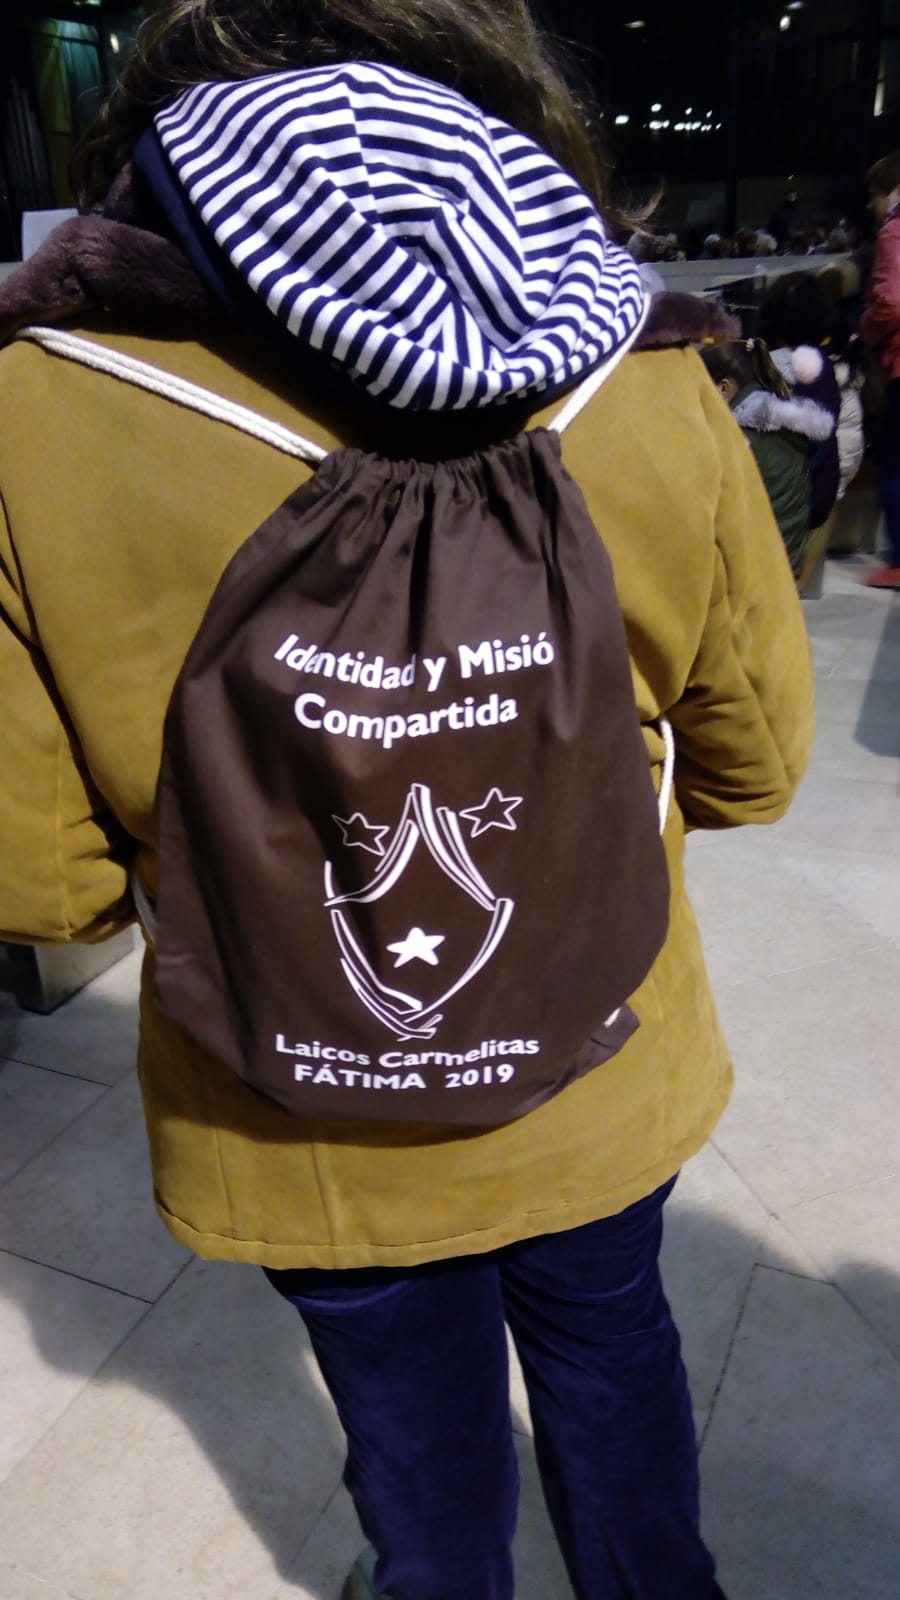 Identidad y Misió
Compartida
Laicos Carmelitas
FÁTIMA 2019